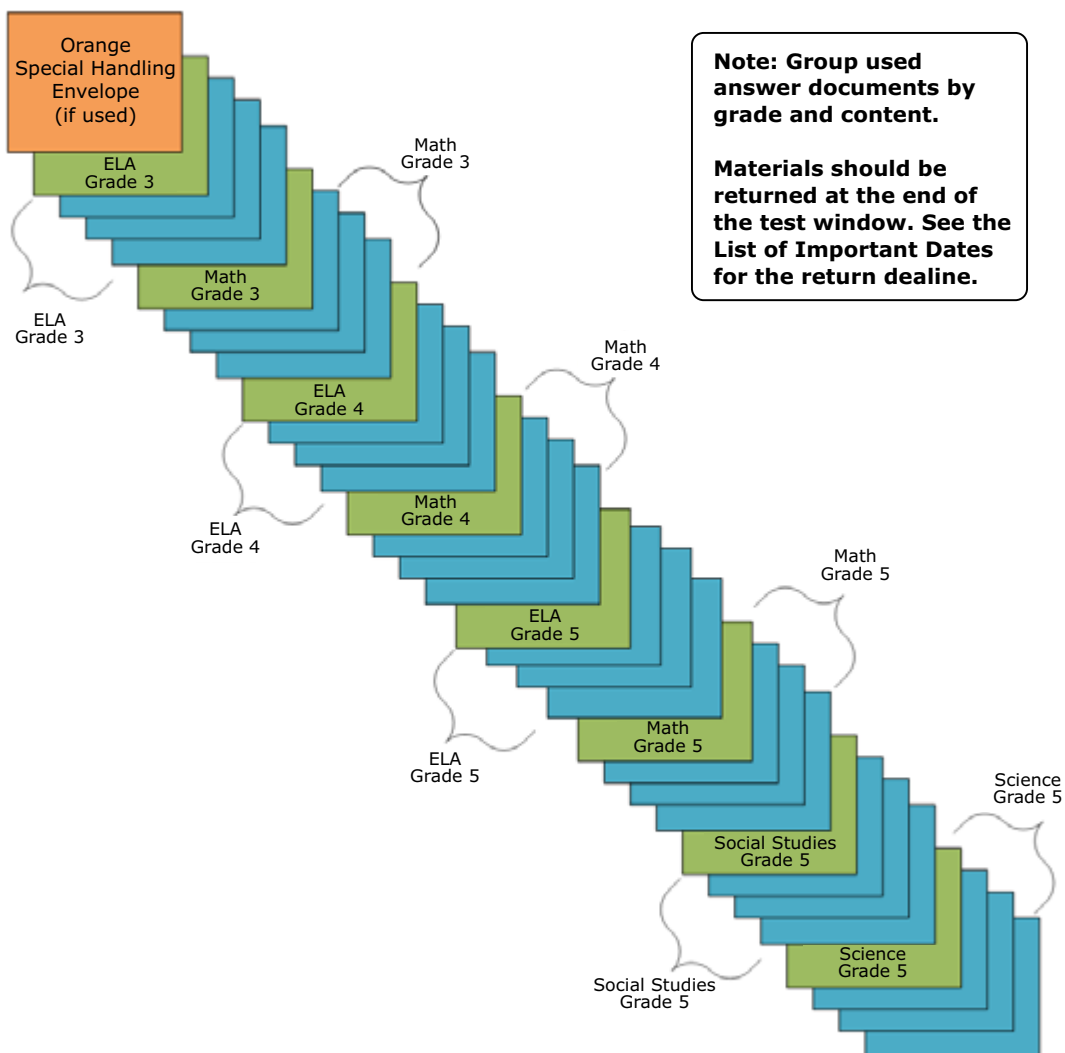 Orange
Special Handling
Envelope
(if used)
Note: Group used
answer documents by
grade and content.
Materials should be
returned at the end of
the test window. See the
List of Important Dates
for the return dealine.
ELA
Grade 3
Math
Grade 3
Math
Grade 3
ELA
Grade 3
ELA
Grade 4
Math
Grade 4
Math
Grade 4
ELA
Grade 4
ELA
Grade 5
Math
Grade 5
Math
Grade 5
ELA
Grade 5
Social Studies
Grade 5
Science
Grade 5
Science
Grade 5
Social Studies
Grade 5